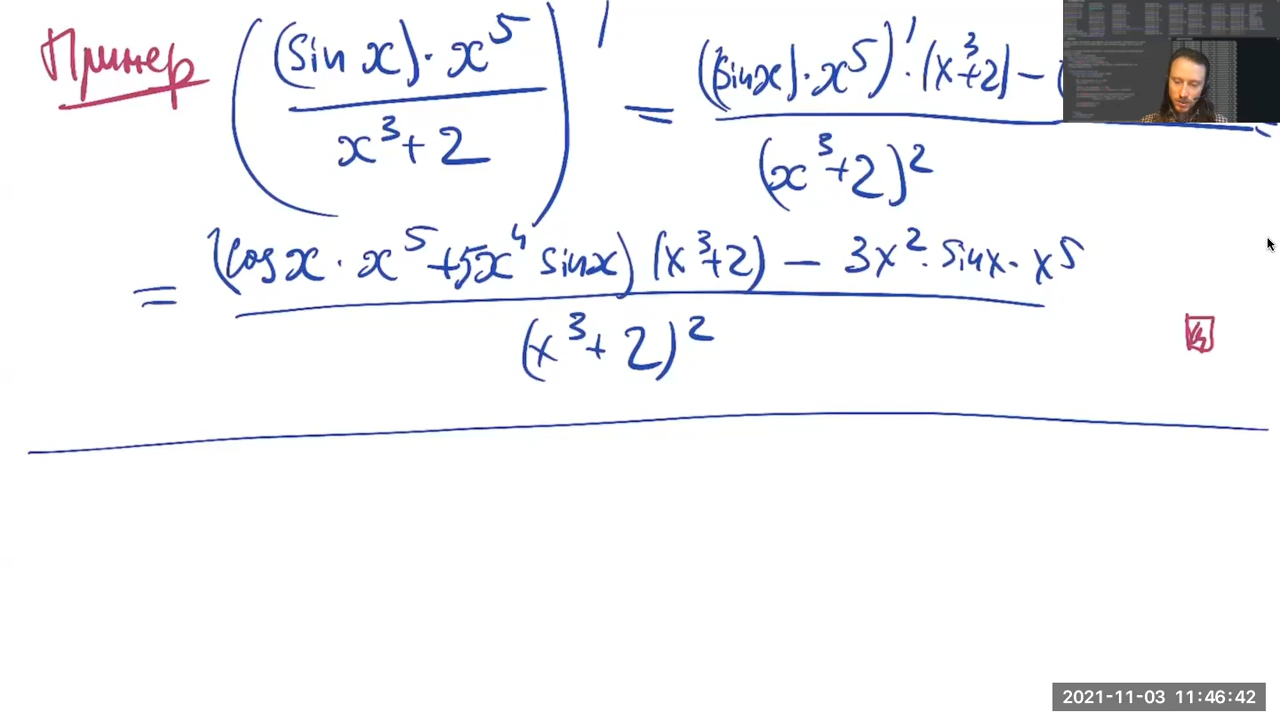 Пример ((sin x)·x^5 / x^3+2)' = ((sin x)·x^5)'·(x^3+2) − / (x^3+2)^2
= (cos x · x^5 + 5x^4 sin x)(x^3+2) − 3x^2 · sin x · x^5 / (x^3+2)^2
2021-11-03 11:46:42